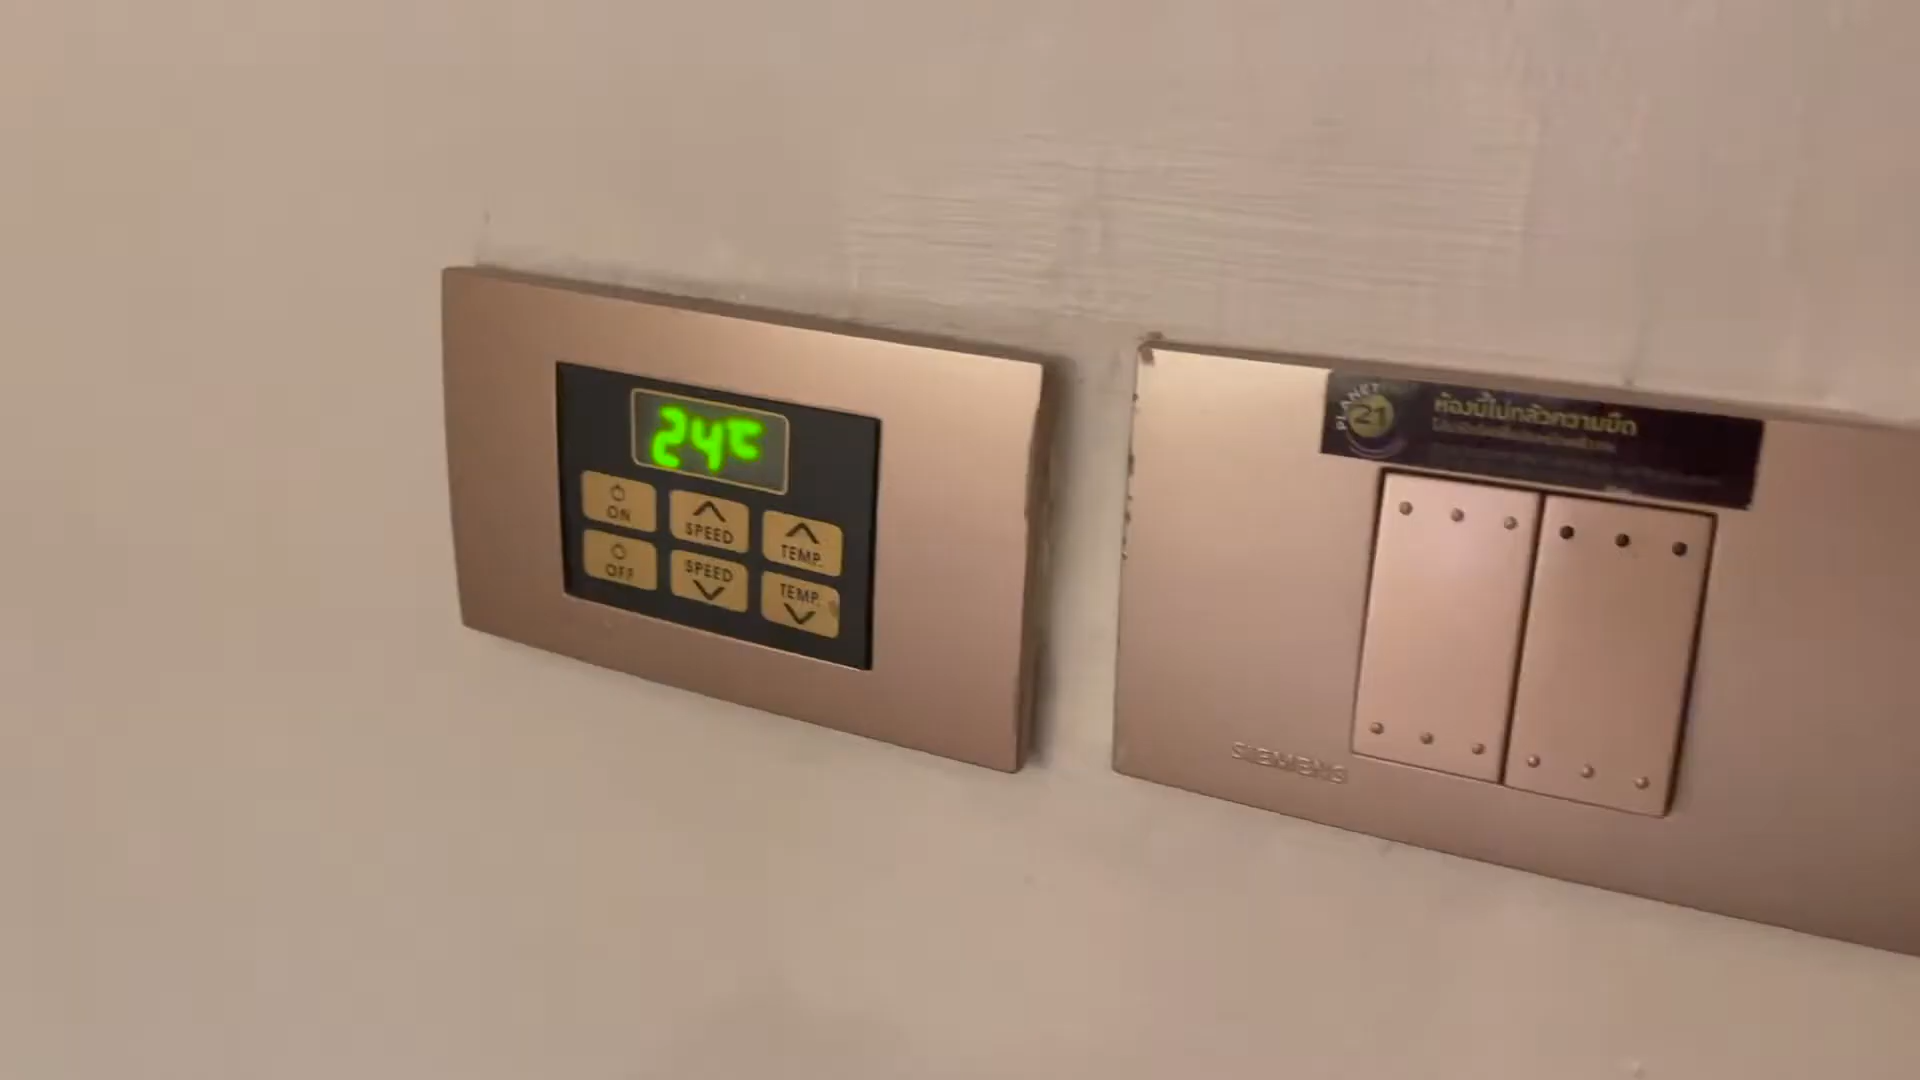 24℃
ON
SPEED
TEMP.
OFF
SPEED
TEMP.
PLANET
21
ห้องนี้ไม่กลัวความมืด
SIEMENS